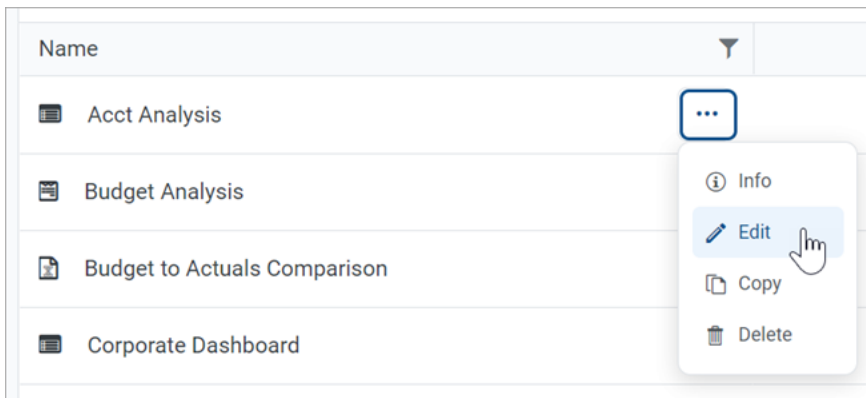 Name
Acct Analysis
Budget Analysis
Budget to Actuals Comparison
Corporate Dashboard
Info
Edit
Copy
Delete